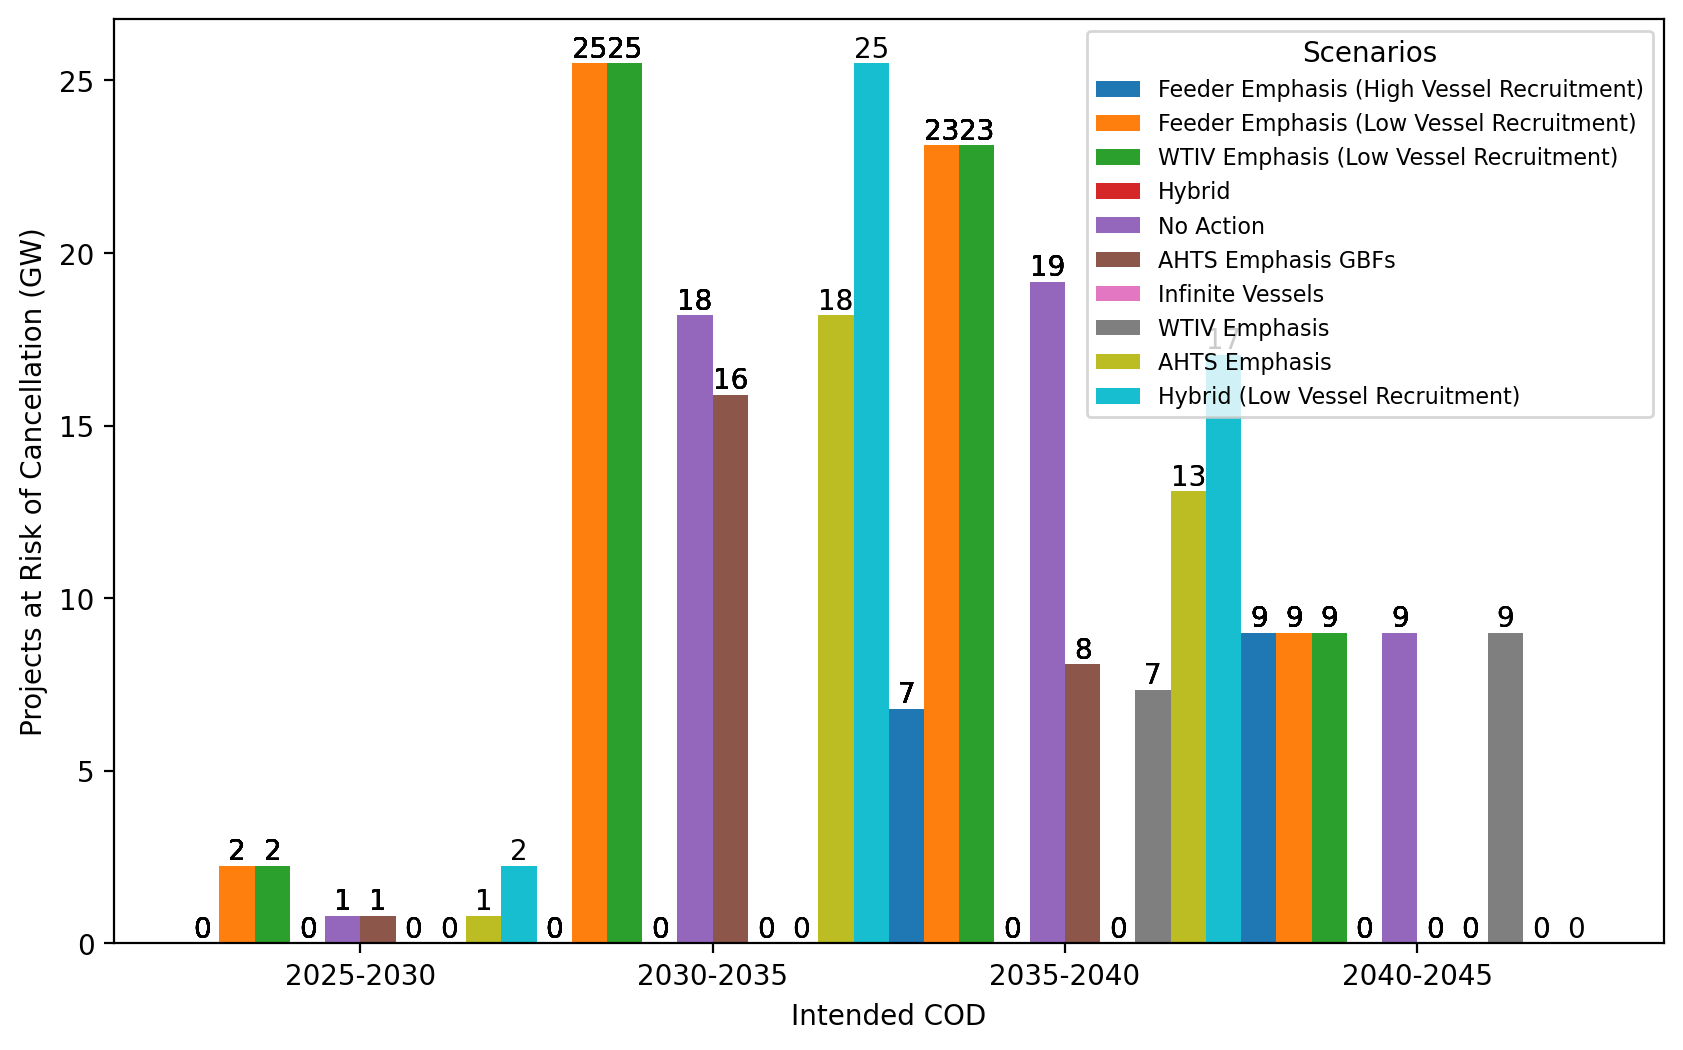 Projects at Risk of Cancellation (GW)
25
20
15
10
5
0
Scenarios
Feeder Emphasis (High Vessel Recruitment)
Feeder Emphasis (Low Vessel Recruitment)
WTIV Emphasis (Low Vessel Recruitment)
Hybrid
No Action
AHTS Emphasis GBFs
Infinite Vessels
WTIV Emphasis
AHTS Emphasis
Hybrid (Low Vessel Recruitment)
0 2 2 0 1 1 0 0 1 2
0 25 25 0 18 16 0 0 18 25
7 23 23 0 19 8 0 7 13 17
9 9 9 0 9 0 0 9 0 0
2025-2030 2030-2035 2035-2040 2040-2045
Intended COD